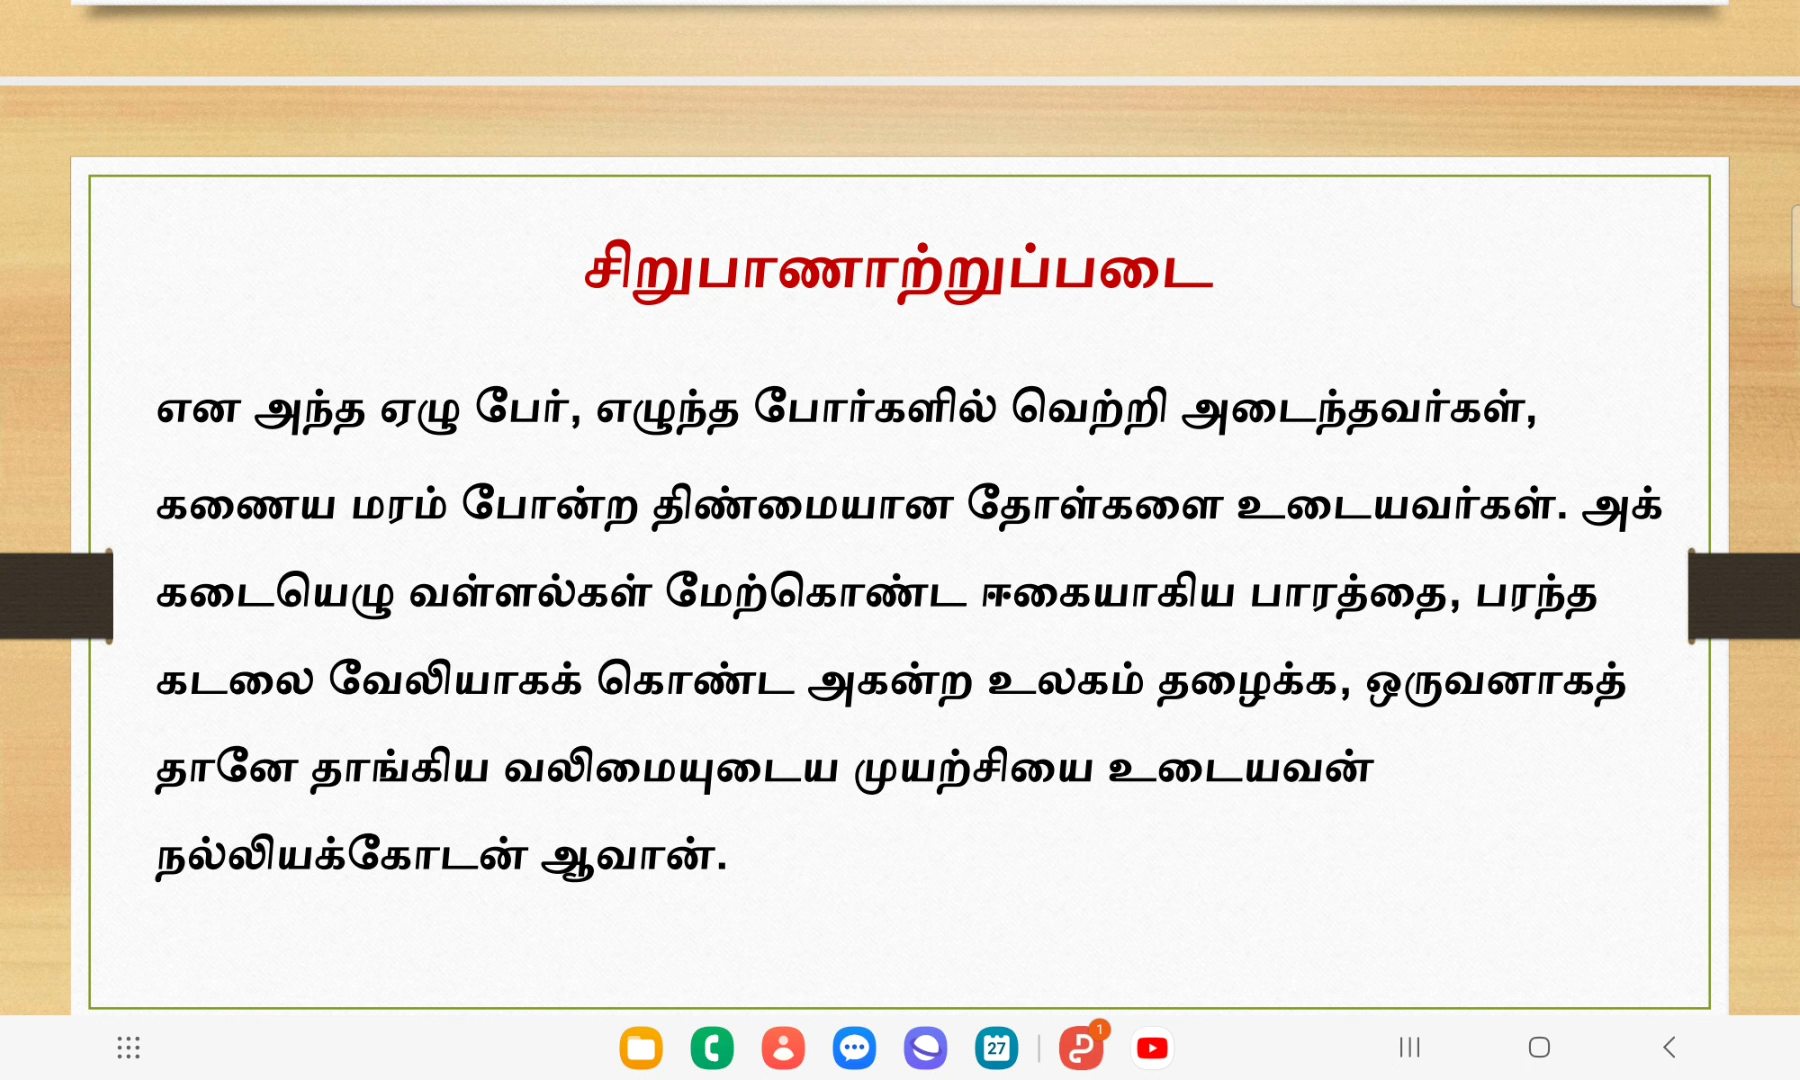 சிறுபாணாற்றுப்படை
என அந்த ஏழு பேர், எழுந்த போர்களில் வெற்றி அடைந்தவர்கள்,
கணைய மரம் போன்ற திண்மையான தோள்களை உடையவர்கள். அக்
கடையெழு வள்ளல்கள் மேற்கொண்ட ஈகையாகிய பாரத்தை, பரந்த
கடலை வேலியாகக் கொண்ட அகன்ற உலகம் தழைக்க, ஒருவனாகத்
தானே தாங்கிய வலிமையுடைய முயற்சியை உடையவன்
நல்லியக்கோடன் ஆவான்.
27
1